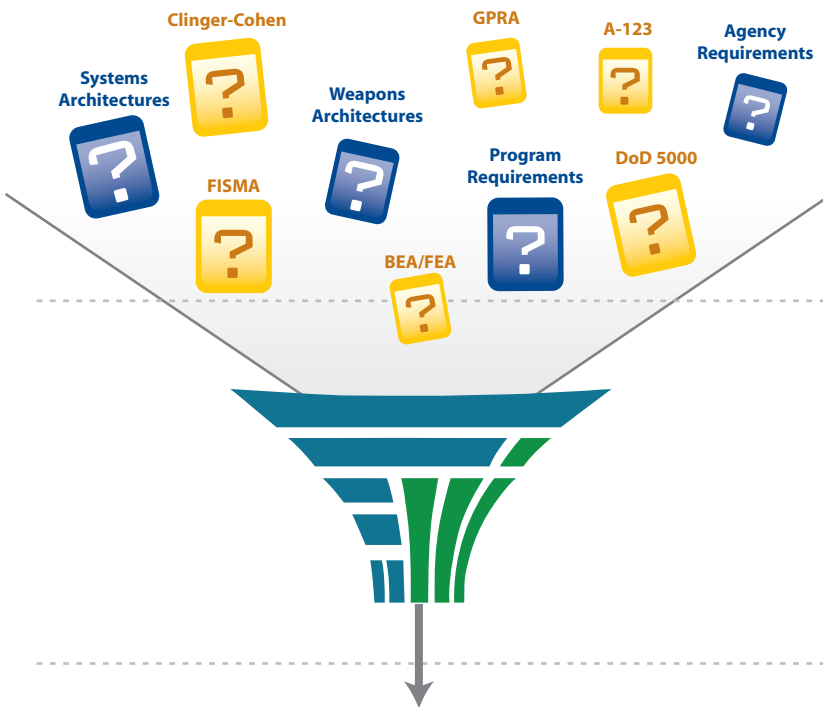 Clinger-Cohen
GPRA
A-123
Agency
Requirements
Systems
Architectures
Weapons
Architectures
Program
Requirements
DoD 5000
FISMA
BEA/FEA
?
?
?
?
?
?
?
?
?
?